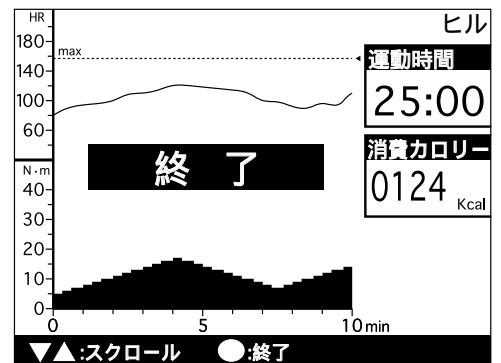 HR
ヒル
180
max
運動時間
140
25:00
100
60
消費カロリー
終 了
N·m
0124 Kcal
40
30
20
10
0
0 5 10 min
▼▲:スクロール ●:終了